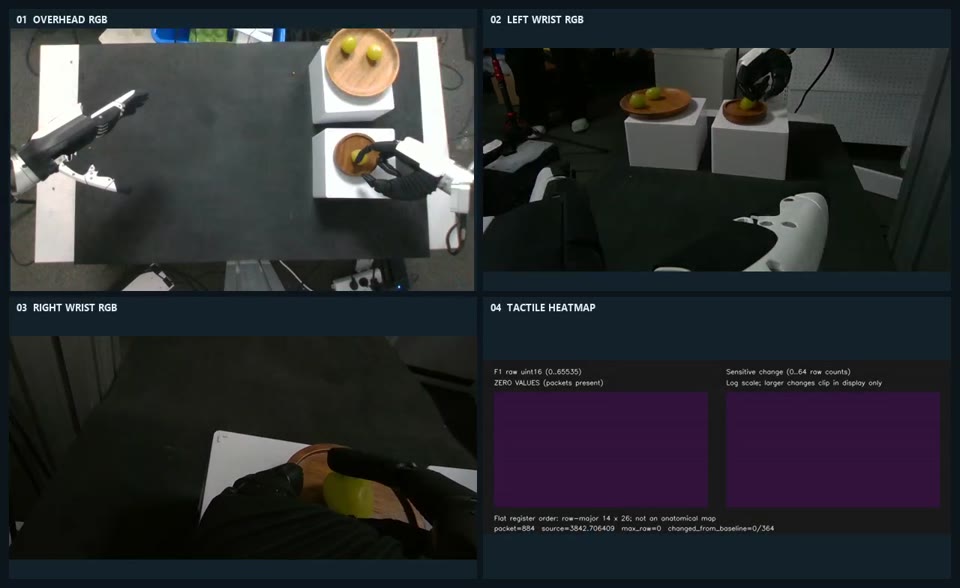 01 OVERHEAD RGB
02 LEFT WRIST RGB
03 RIGHT WRIST RGB
04 TACTILE HEATMAP
F1 raw uint16 (0..65535)
ZERO VALUES (packets present)
Sensitive change (0..64 raw counts)
Log scale; larger changes clip in display only
Flat register order: row-major 14 x 26; not an anatomical map
packet=884 source=3842.706409 max_raw=0 changed_from_baseline=0/364